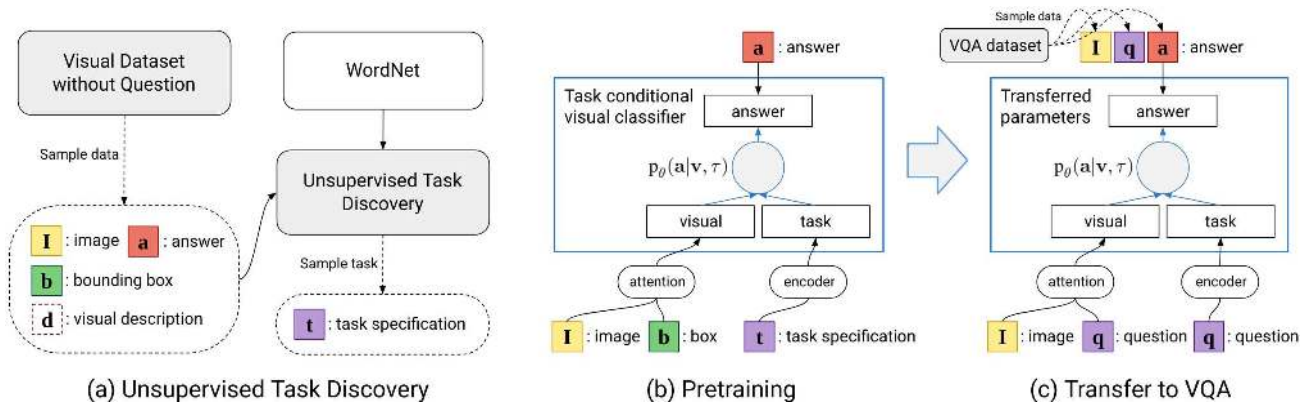 Visual Dataset
without Question
WordNet
Sample data
Unsupervised Task
Discovery
I : image a : answer
b : bounding box
d : visual description
Sample task
t : task specification
(a) Unsupervised Task Discovery
a : answer
Task conditional
visual classifier
answer
p_θ(a|v, τ)
visual
task
attention
encoder
I : image b : box t : task specification
(b) Pretraining
Sample data
VQA dataset
I q a : answer
Transferred
parameters
answer
p_θ(a|v, τ)
visual
task
attention
encoder
I : image q : question q : question
(c) Transfer to VQA